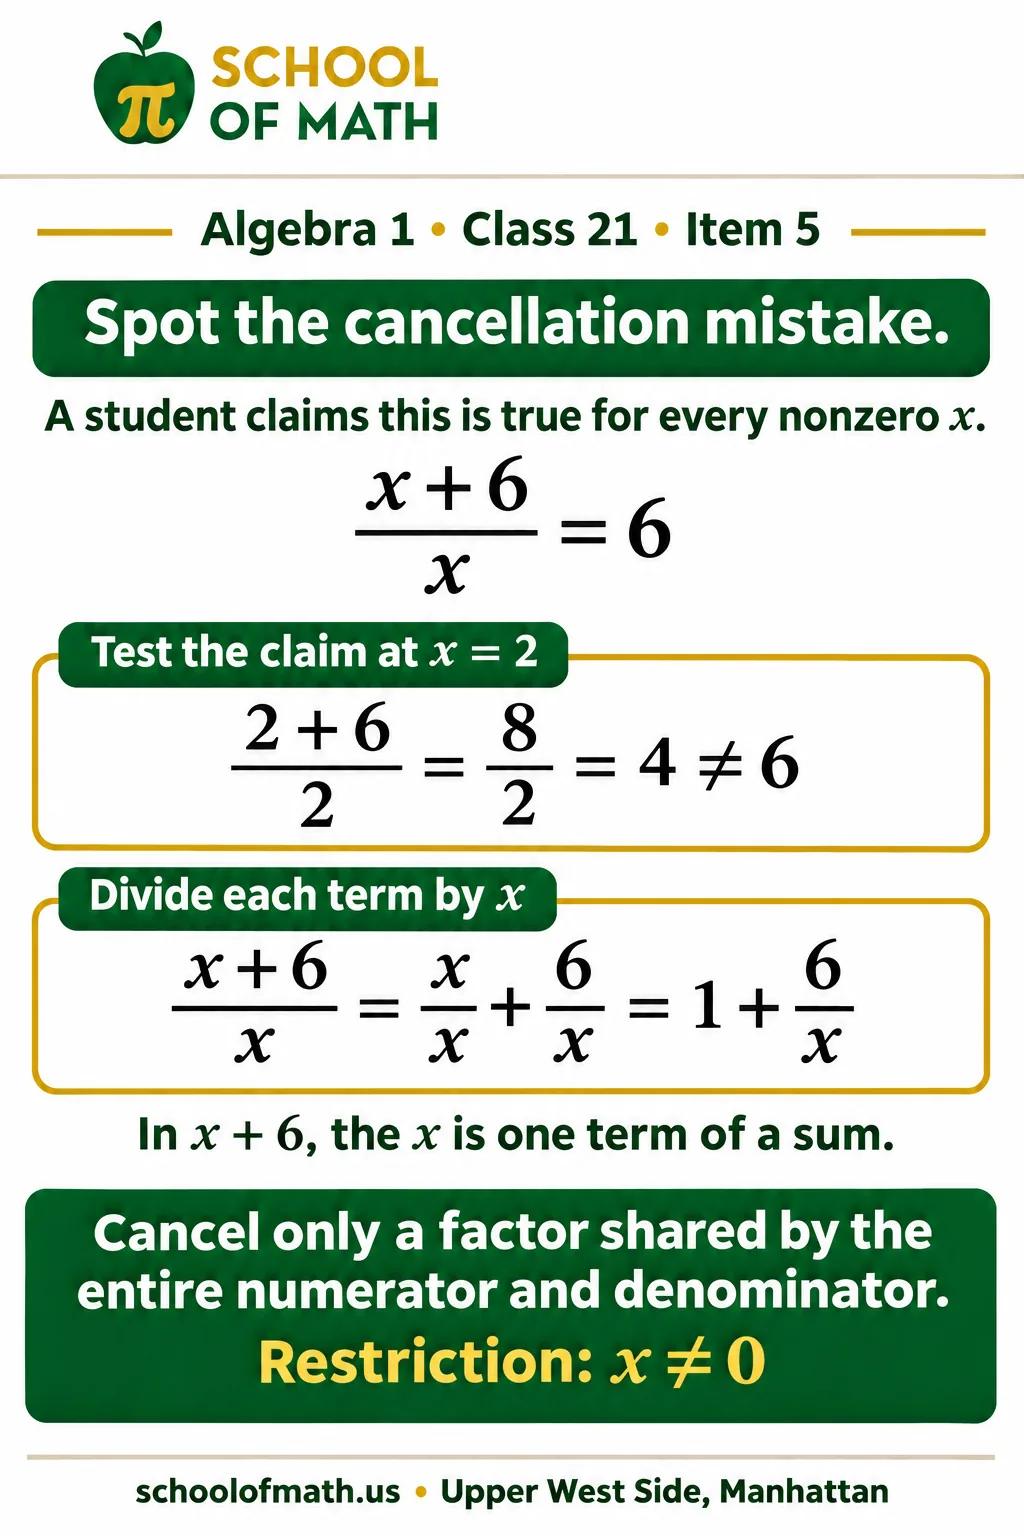 π
SCHOOL
OF MATH
Algebra 1 • Class 21 • Item 5
Spot the cancellation mistake.
A student claims this is true for every nonzero x.
(x + 6)/x = 6
Test the claim at x = 2
(2 + 6)/2 = 8/2 = 4 ≠ 6
Divide each term by x
(x + 6)/x = x/x + 6/x = 1 + 6/x
In x + 6, the x is one term of a sum.
Cancel only a factor shared by the
entire numerator and denominator.
Restriction: x ≠ 0
schoolofmath.us • Upper West Side, Manhattan